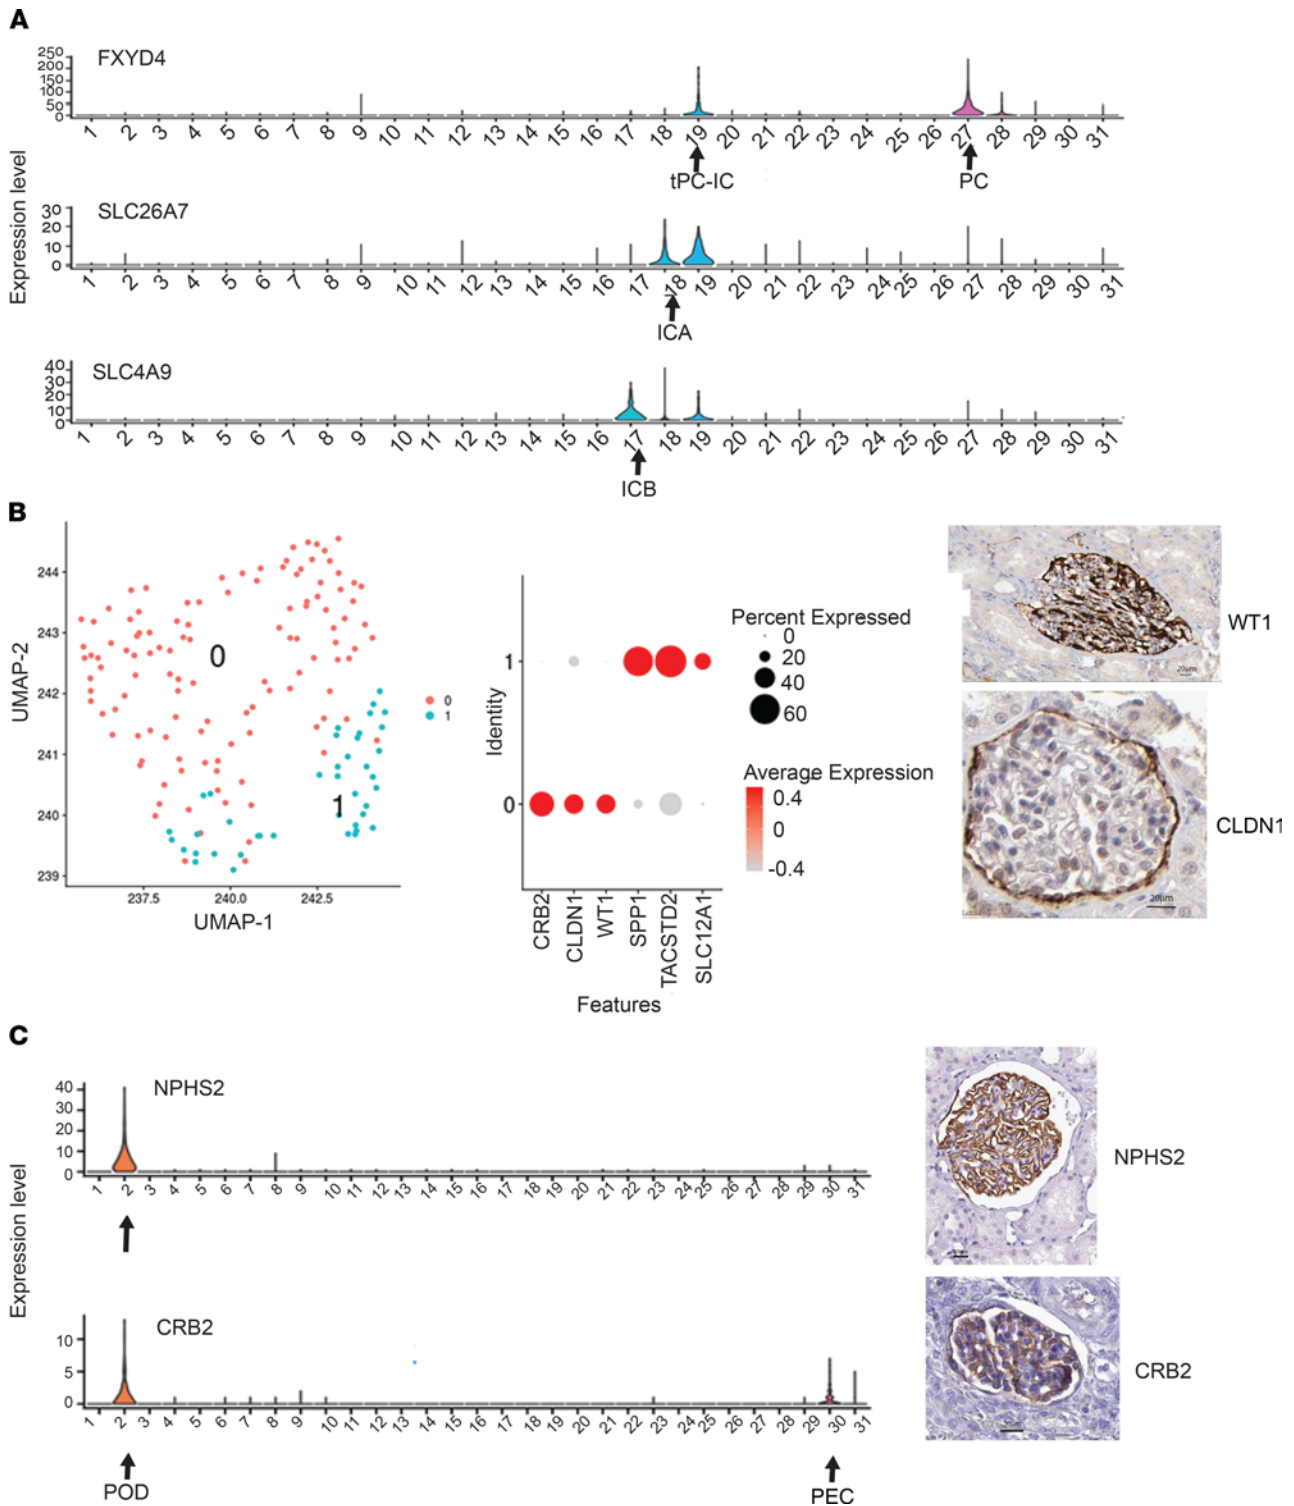 A
FXYD4
250
200
150
100
50
0
1 2 3 4 5 6 7 8 9 10 11 12 13 14 15 16 17 18 19 20 21 22 23 24 25 26 27 28 29 30 31
tPC-IC PC
Expression level
SLC26A7
30
20
10
0
1 2 3 4 5 6 7 8 9 10 11 12 13 14 15 16 17 18 19 20 21 22 23 24 25 26 27 28 29 30 31
ICA
SLC4A9
40
30
20
10
0
1 2 3 4 5 6 7 8 9 10 11 12 13 14 15 16 17 18 19 20 21 22 23 24 25 26 27 28 29 30 31
ICB
B
UMAP-2
244
243
242
241
240
239
0
1
237.5 240.0 242.5
UMAP-1
0
1
Identity
1
0
CRB2 CLDN1 WT1 SPP1 TACSTD2 SLC12A1
Features
Percent Expressed
0
20
40
60
Average Expression
0.4
0
-0.4
WT1
20µm
CLDN1
20µm
C
Expression level
NPHS2
40
30
20
10
0
1 2 3 4 5 6 7 8 9 10 11 12 13 14 15 16 17 18 19 20 21 22 23 24 25 26 27 28 29 30 31
NPHS2
CRB2
10
5
0
1 2 3 4 5 6 7 8 9 10 11 12 13 14 15 16 17 18 19 20 21 22 23 24 25 26 27 28 29 30 31
POD PEC
CRB2